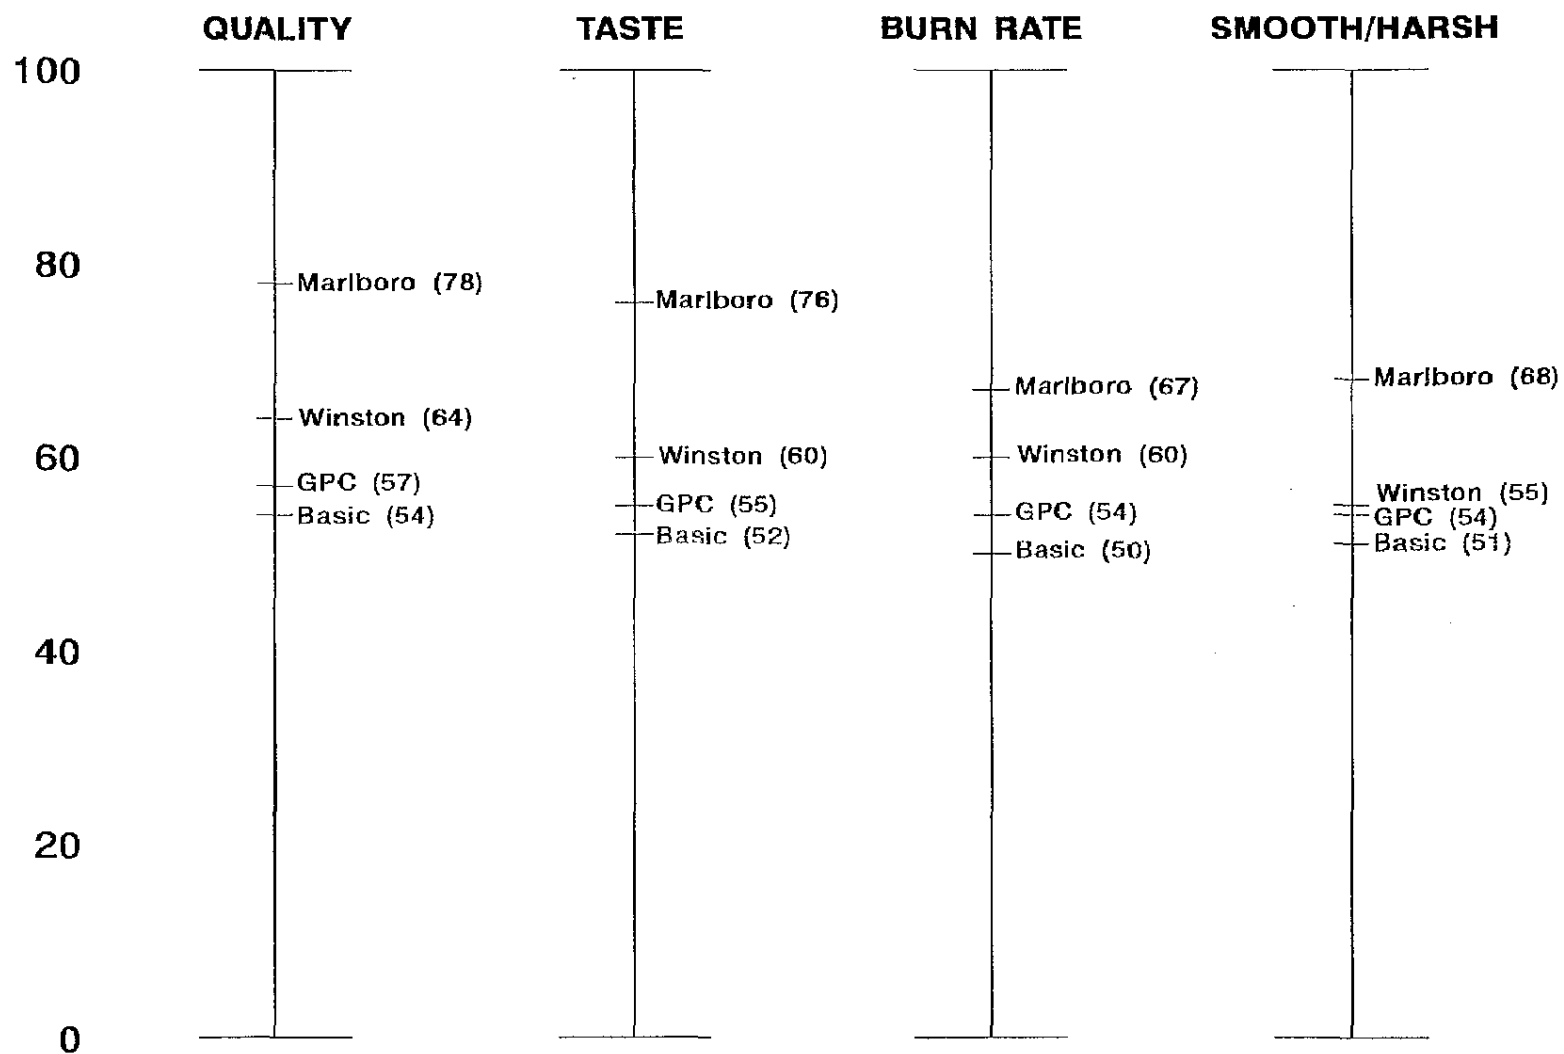 QUALITY TASTE BURN RATE SMOOTH/HARSH
100
80
Marlboro (78)
Marlboro (76)
Marlboro (67)
Marlboro (68)
Winston (64)
60
Winston (60)
Winston (60)
GPC (57)
Winston (55)
GPC (55)
Basic (54)
GPC (54)
GPC (54)
Basic (52)
Basic (50)
Basic (51)
40
20
0